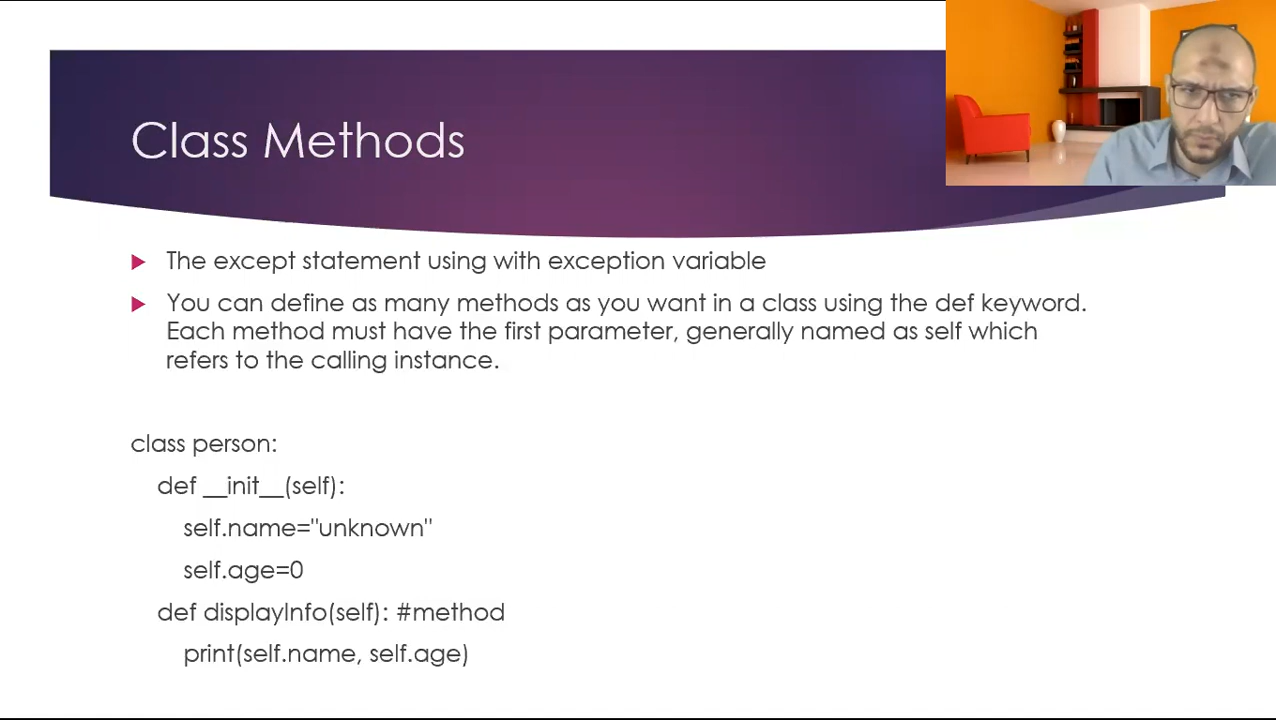 Class Methods
The except statement using with exception variable
You can define as many methods as you want in a class using the def keyword.
Each method must have the first parameter, generally named as self which
refers to the calling instance.
class person:
def __init__(self):
self.name="unknown"
self.age=0
def displayInfo(self): #method
print(self.name, self.age)